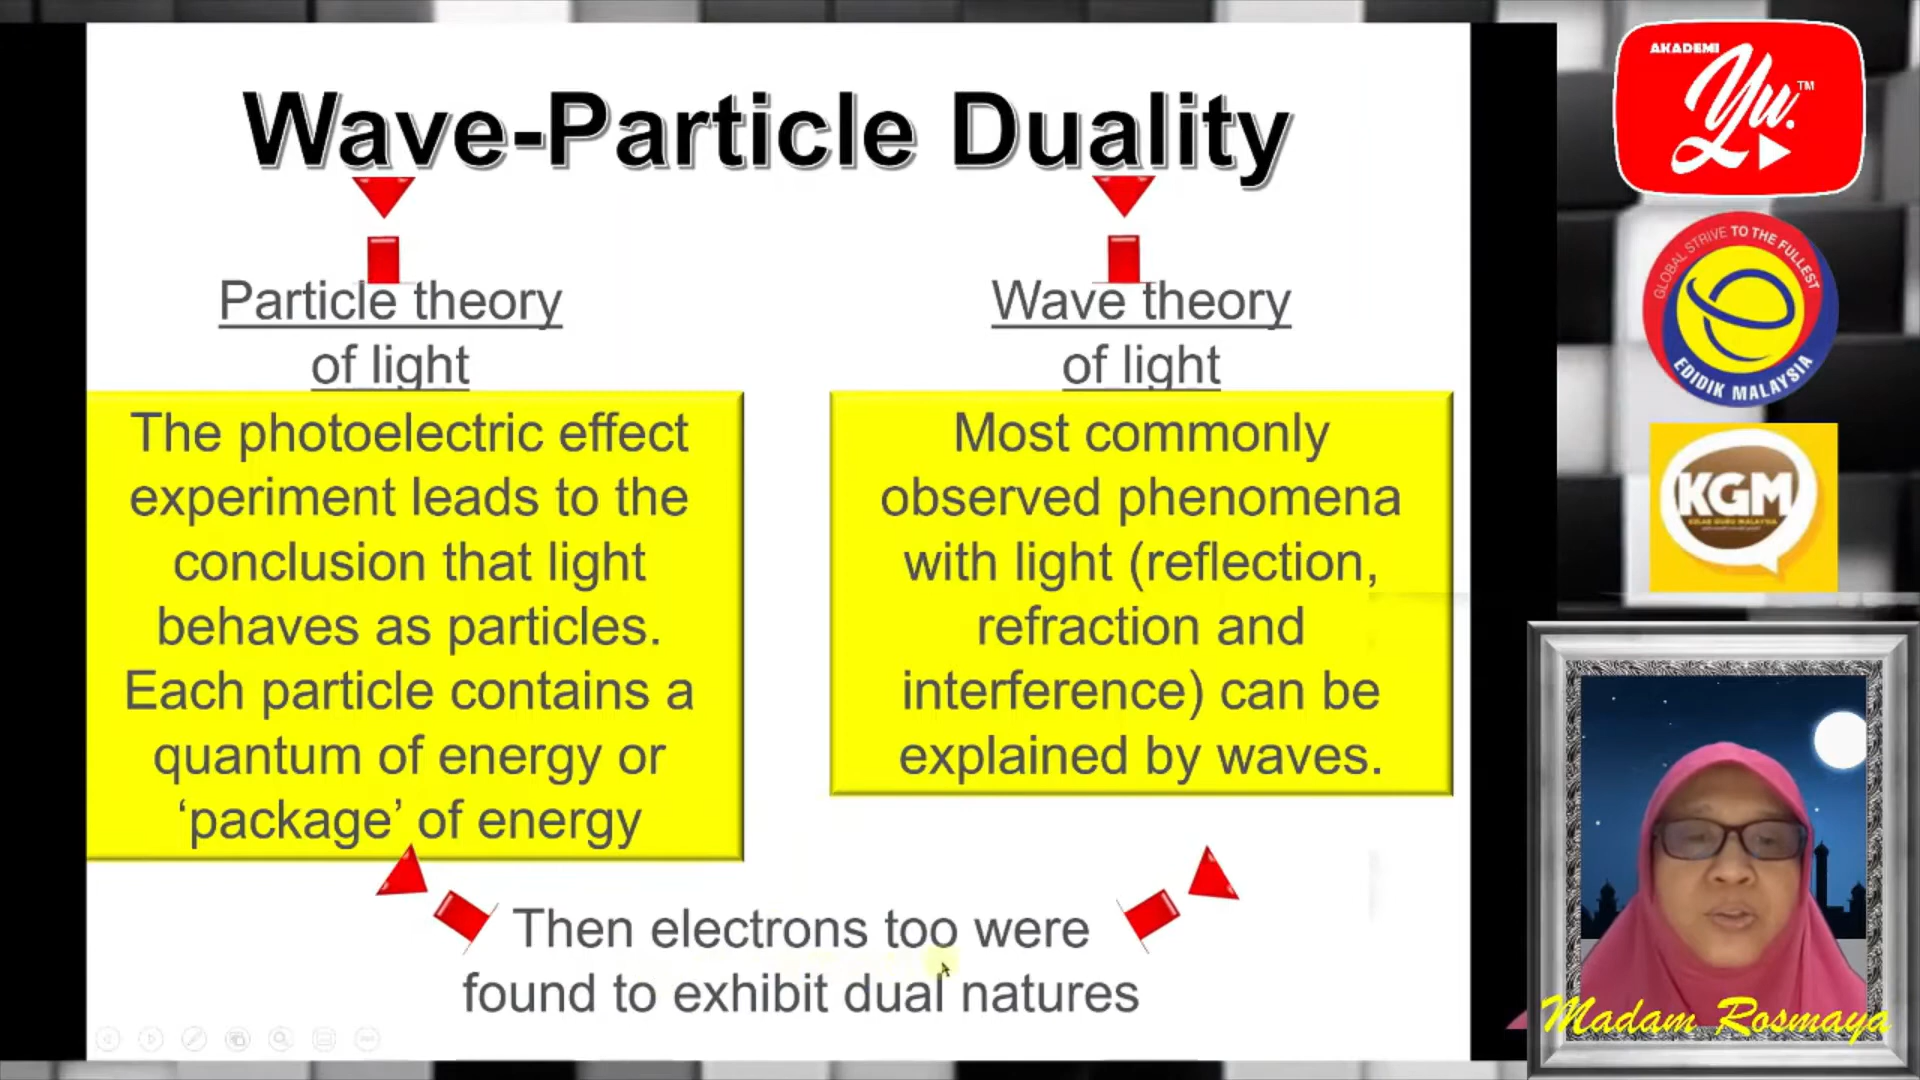 Wave-Particle Duality
Particle theory
of light
The photoelectric effect
experiment leads to the
conclusion that light
behaves as particles.
Each particle contains a
quantum of energy or
‘package’ of energy
Wave theory
of light
Most commonly
observed phenomena
with light (reflection,
refraction and
interference) can be
explained by waves.
Then electrons too were
found to exhibit dual natures
AKADEMI
Yu.™
GLOBAL STRIVE TO THE FULLEST
EDIDIK MALAYSIA
KGM
KELAB GURU MALAYSIA
Madam Rosmaya